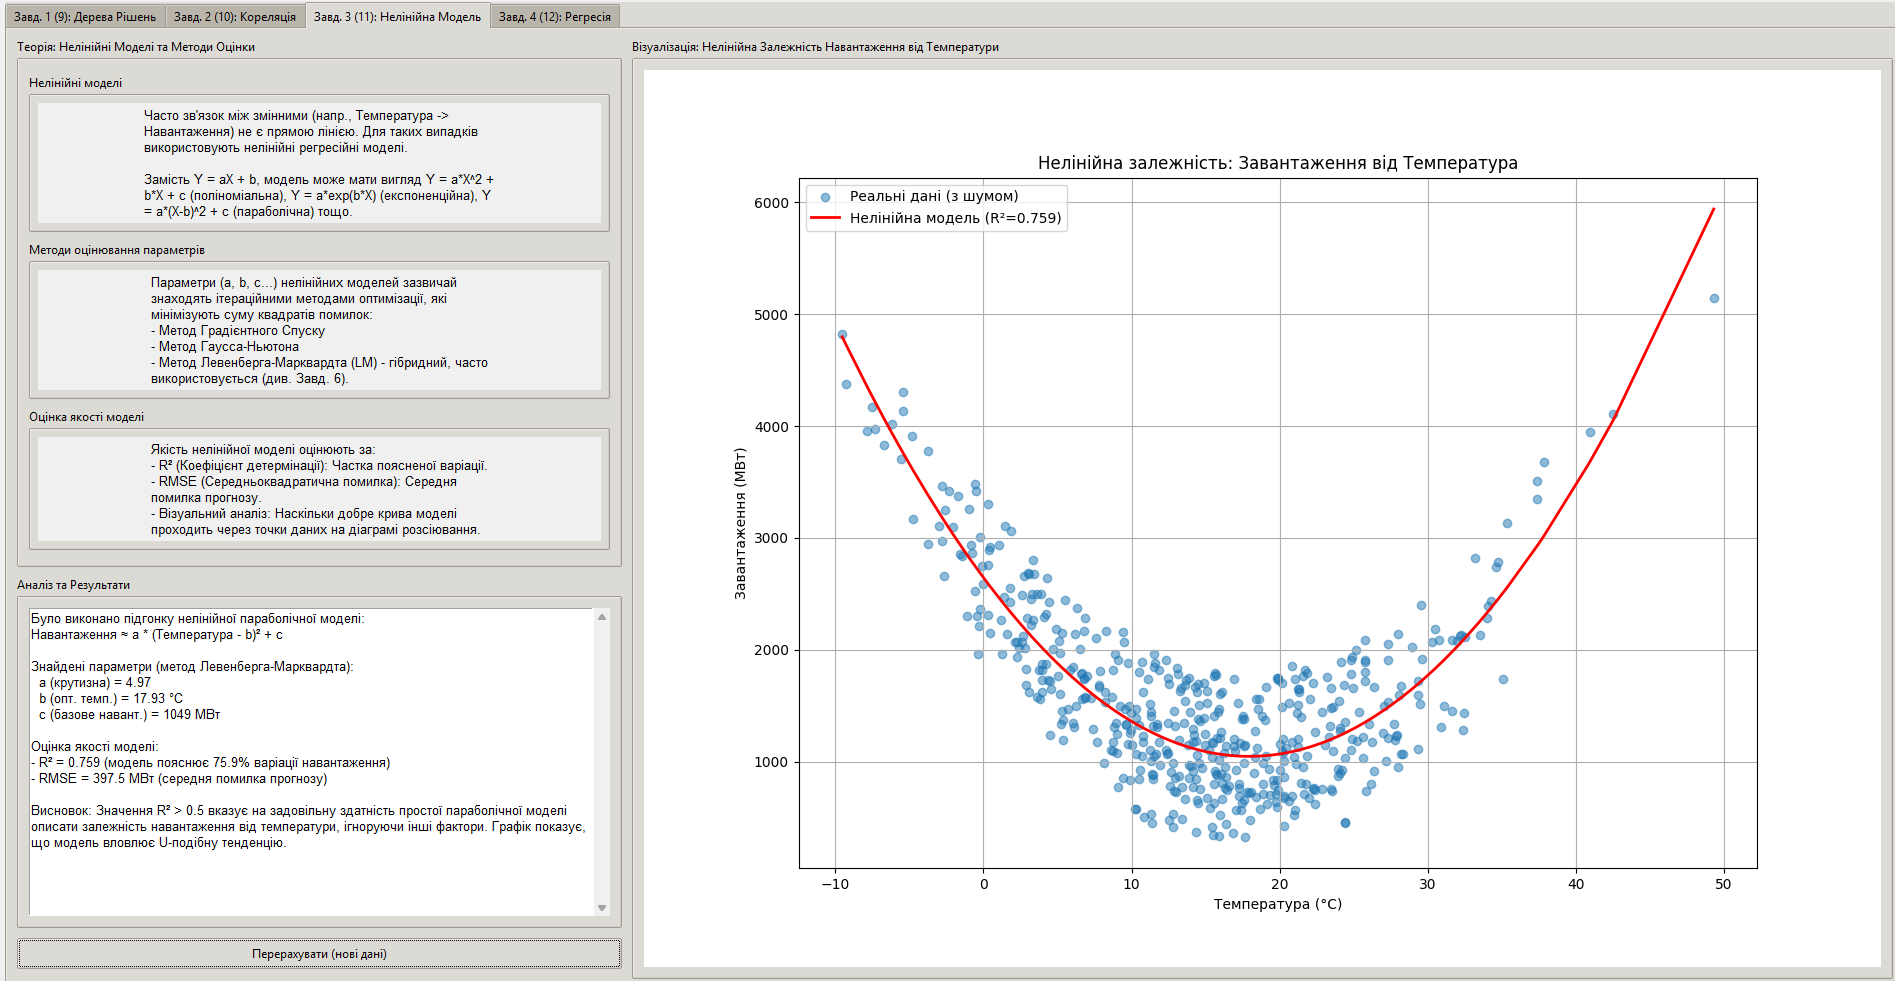 Завд. 1 (9): Дерева Рішень
Завд. 2 (10): Кореляція
Завд. 3 (11): Нелінійна Модель
Завд. 4 (12): Регресія
Теорія: Нелінійні Моделі та Методи Оцінки
Нелінійні моделі
Часто зв'язок між змінними (напр., Температура ->
Навантаження) не є прямою лінією. Для таких випадків
використовують нелінійні регресійні моделі.
Замість Y = aX + b, модель може мати вигляд Y = a*X^2 +
b*X + c (поліноміальна), Y = a*exp(b*X) (експоненційна), Y
= a*(X-b)^2 + c (параболічна) тощо.
Методи оцінювання параметрів
Параметри (a, b, c...) нелінійних моделей зазвичай
знаходять ітераційними методами оптимізації, які
мінімізують суму квадратів помилок:
- Метод Градієнтного Спуску
- Метод Гаусса-Ньютона
- Метод Левенберга-Марквардта (LM) - гібридний, часто
використовується (див. Завд. 6).
Оцінка якості моделі
Якість нелінійної моделі оцінюють за:
- R² (Коефіцієнт детермінації): Частка поясненої варіації.
- RMSE (Середньоквадратична помилка): Середня
помилка прогнозу.
- Візуальний аналіз: Наскільки добре крива моделі
проходить через точки даних на діаграмі розсіювання.
Аналіз та Результати
Було виконано підгонку нелінійної параболічної моделі:
Навантаження ≈ a * (Температура - b)² + c
Знайдені параметри (метод Левенберга-Марквардта):
a (крутизна) = 4.97
b (опт. темп.) = 17.93 °C
c (базове навант.) = 1049 МВт
Оцінка якості моделі:
- R² = 0.759 (модель пояснює 75.9% варіації навантаження)
- RMSE = 397.5 МВт (середня помилка прогнозу)
Висновок: Значення R² > 0.5 вказує на задовільну здатність простої параболічної моделі
описати залежність навантаження від температури, ігноруючи інші фактори. Графік показує,
що модель вловлює U-подібну тенденцію.
Перерахувати (нові дані)
Візуалізація: Нелінійна Залежність Навантаження від Температури
Нелінійна залежність: Завантаження від Температура
Реальні дані (з шумом)
Нелінійна модель (R²=0.759)
6000
5000
4000
3000
2000
1000
Завантаження (МВт)
−10
0
10
20
30
40
50
Температура (°C)